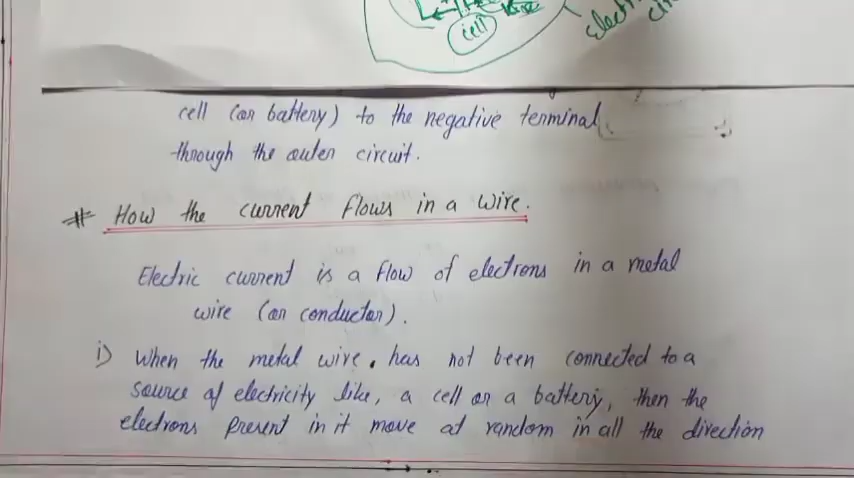 cell
cell (or battery) to the negative terminal
through the outer circuit.
# How the current flows in a wire.
Electric current is a flow of electrons in a metal
wire (or conductor).
i) When the metal wire. has not been connected to a
source of electricity like, a cell or a battery, then the
electrons present in it move at random in all the direction